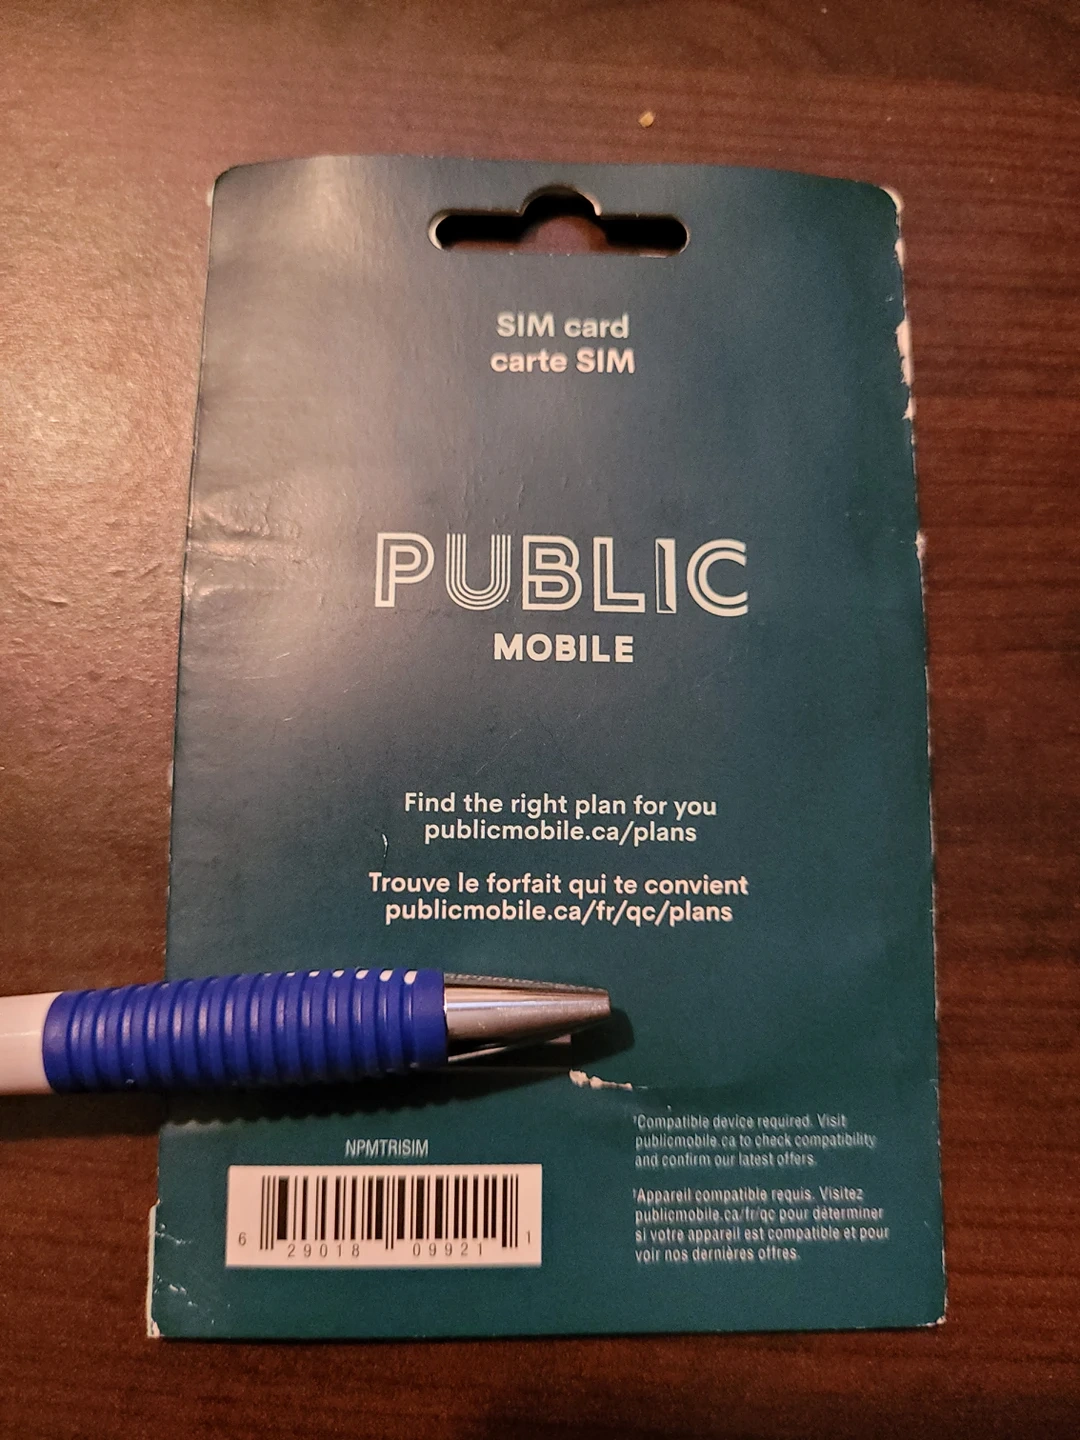 SIM card
carte SIM
PUBLIC
MOBILE
Find the right plan for you
publicmobile.ca/plans
Trouve le forfait qui te convient
publicmobile.ca/fr/qc/plans
NPMTRISIM
6 29018 09921 1
¹Compatible device required. Visit
publicmobile.ca to check compatibility
and confirm our latest offers.
¹Appareil compatible requis. Visitez
publicmobile.ca/fr/qc pour déterminer
si votre appareil est compatible et pour
voir nos dernières offres.